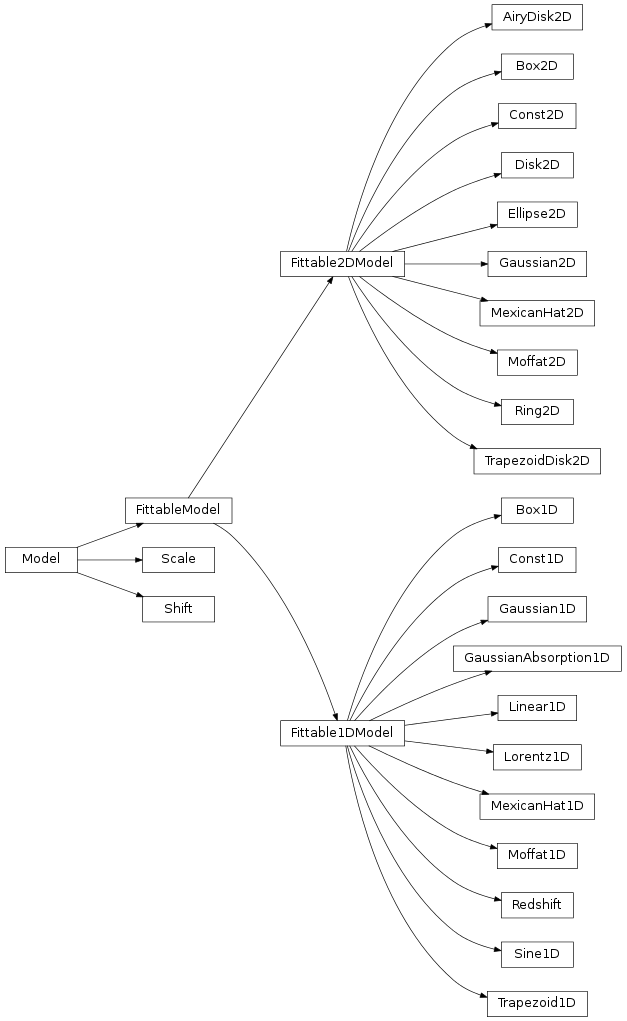 AiryDisk2D
Box2D
Const2D
Disk2D
Ellipse2D
Fittable2DModel
Gaussian2D
MexicanHat2D
Moffat2D
Ring2D
TrapezoidDisk2D
FittableModel
Box1D
Model
Scale
Const1D
Shift
Gaussian1D
GaussianAbsorption1D
Linear1D
Fittable1DModel
Lorentz1D
MexicanHat1D
Moffat1D
Redshift
Sine1D
Trapezoid1D